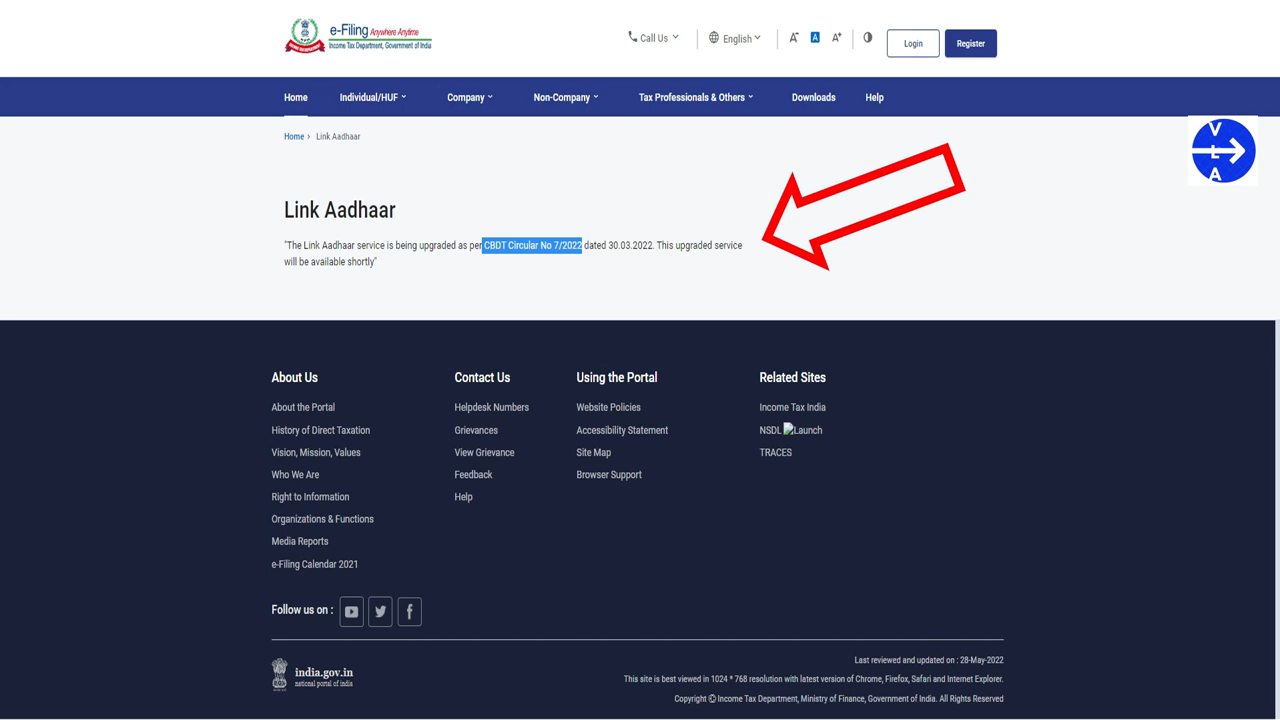 e-Filing Anywhere Anytime
Income Tax Department, Government of India
Call Us
English
A-
A
A+
Login
Register
Home
Individual/HUF
Company
Non-Company
Tax Professionals & Others
Downloads
Help
Home › Link Aadhaar
V
L
A
Link Aadhaar
"The Link Aadhaar service is being upgraded as per CBDT Circular No 7/2022 dated 30.03.2022. This upgraded service
will be available shortly"
About Us
About the Portal
History of Direct Taxation
Vision, Mission, Values
Who We Are
Right to Information
Organizations & Functions
Media Reports
e-Filing Calendar 2021
Contact Us
Helpdesk Numbers
Grievances
View Grievance
Feedback
Help
Using the Portal
Website Policies
Accessibility Statement
Site Map
Browser Support
Related Sites
Income Tax India
NSDL Launch
TRACES
Follow us on :
india.gov.in
national portal of india
Last reviewed and updated on : 28-May-2022
This site is best viewed in 1024 * 768 resolution with latest version of Chrome, Firefox, Safari and Internet Explorer.
Copyright © Income Tax Department, Ministry of Finance, Government of India. All Rights Reserved